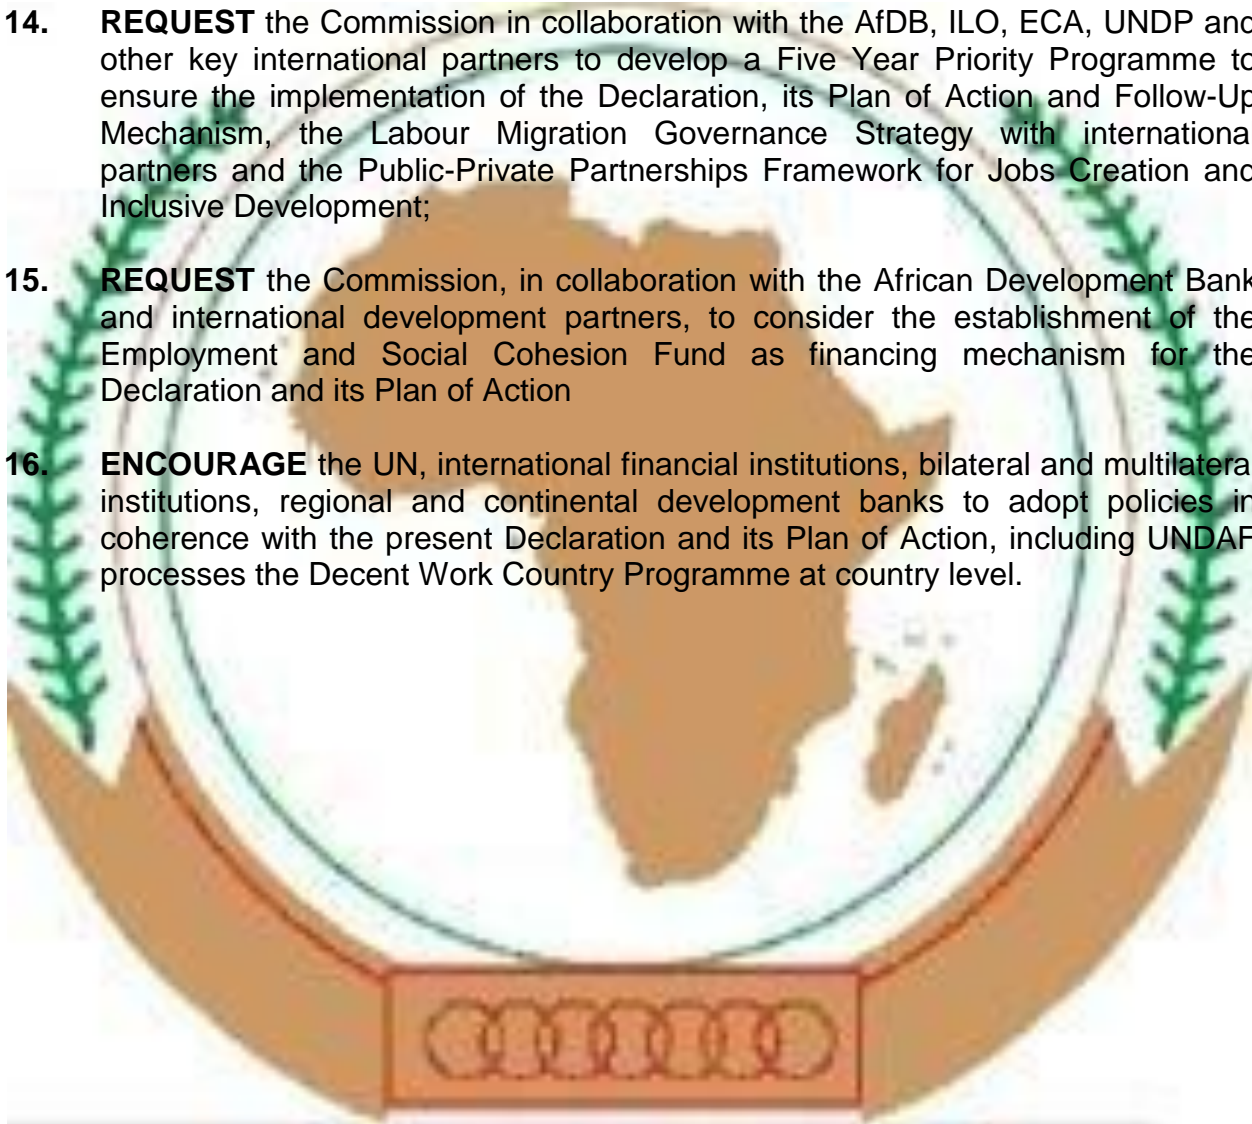 14. REQUEST the Commission in collaboration with the AfDB, ILO, ECA, UNDP and
other key international partners to develop a Five Year Priority Programme to
ensure the implementation of the Declaration, its Plan of Action and Follow-Up
Mechanism, the Labour Migration Governance Strategy with international
partners and the Public-Private Partnerships Framework for Jobs Creation and
Inclusive Development;
15. REQUEST the Commission, in collaboration with the African Development Bank
and international development partners, to consider the establishment of the
Employment and Social Cohesion Fund as financing mechanism for the
Declaration and its Plan of Action
16. ENCOURAGE the UN, international financial institutions, bilateral and multilateral
institutions, regional and continental development banks to adopt policies in
coherence with the present Declaration and its Plan of Action, including UNDAF
processes the Decent Work Country Programme at country level.